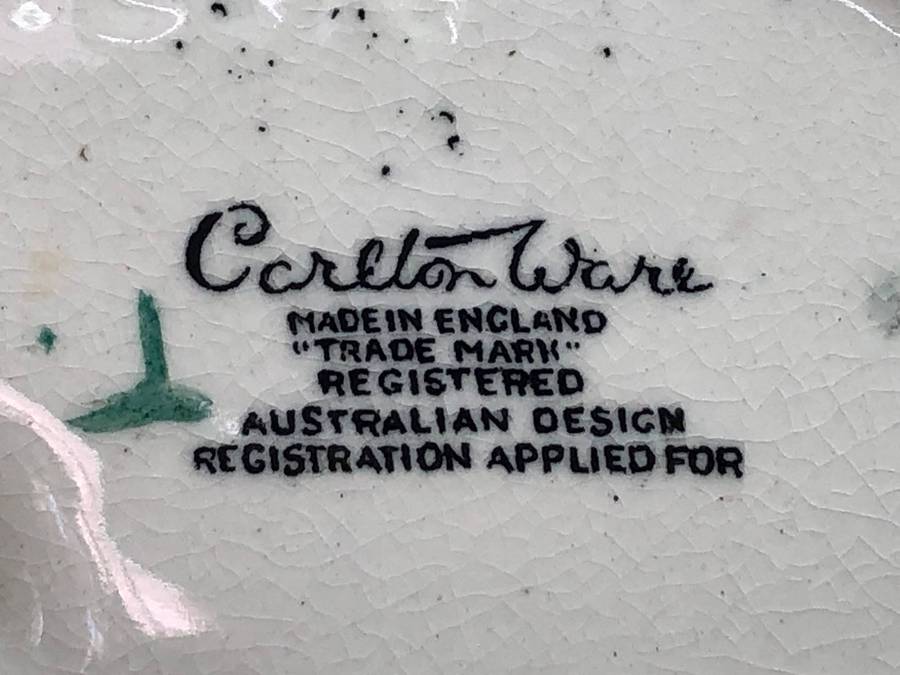 Carlton Ware
MADE IN ENGLAND
"TRADE MARK"
REGISTERED
AUSTRALIAN DESIGN
REGISTRATION APPLIED FOR